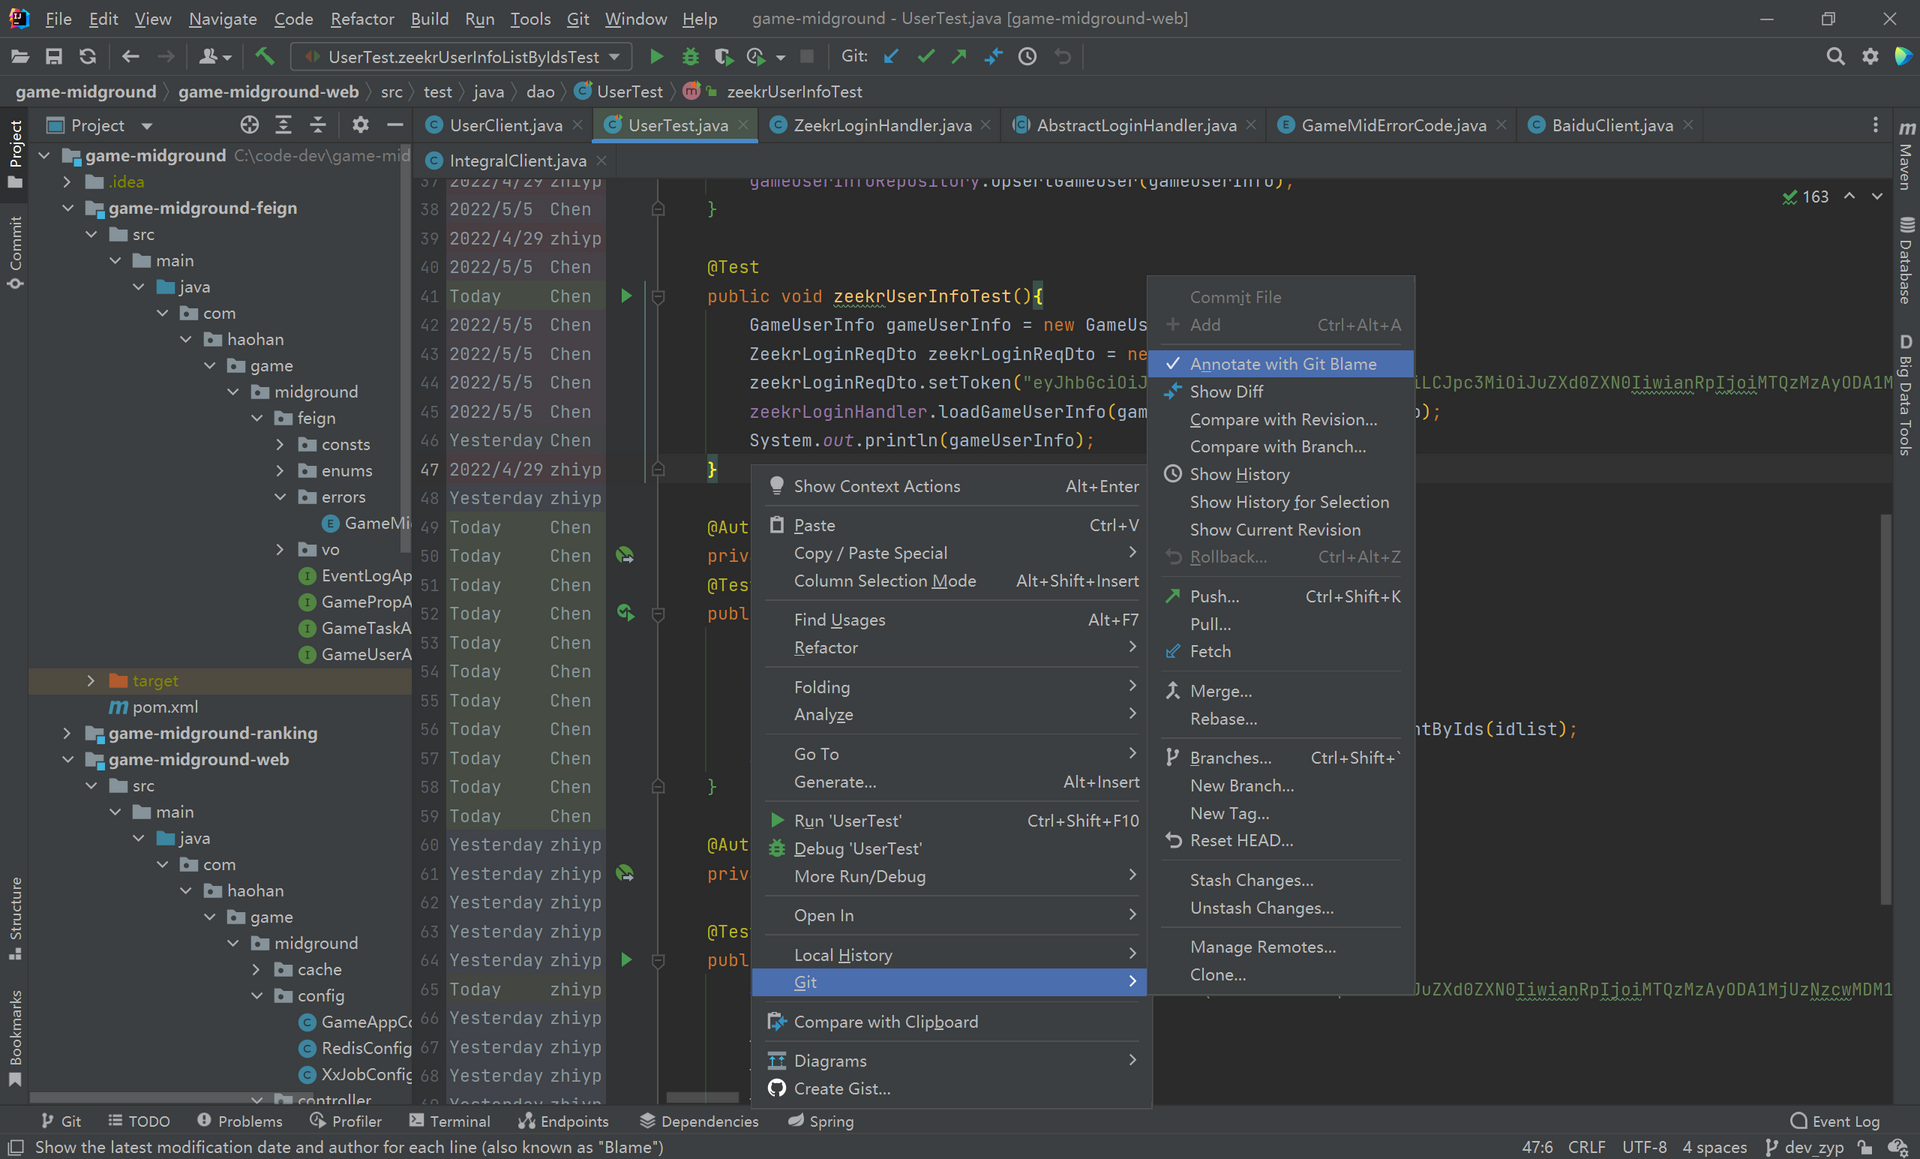 File Edit View Navigate Code Refactor Build Run Tools Git Window Help game-midground - UserTest.java [game-midground-web]
UserTest.zeekrUserInfoListByIdsTest Git:
game-midground game-midground-web src test java dao UserTest zeekrUserInfoTest
Project UserClient.java UserTest.java ZeekrLoginHandler.java AbstractLoginHandler.java GameMidErrorCode.java BaiduClient.java
IntegralClient.java
Project
Commit
Structure
Bookmarks
game-midground C:\code-dev\game-mid
.idea
game-midground-feign
src
main
java
com
haohan
game
midground
feign
consts
enums
errors
GameMi
vo
EventLogAp
GamePropA
GameTaskA
GameUserA
target
pom.xml
game-midground-ranking
game-midground-web
src
main
java
com
haohan
game
midground
cache
config
GameAppCo
RedisConfig
XxJobConfig
controller
37 2022/4/29 zhiyp gameUserInfoRepository.upsertGameUser(gameUserInfo);
38 2022/5/5 Chen }
39 2022/4/29 zhiyp
40 2022/5/5 Chen @Test
41 Today Chen public void zeekrUserInfoTest(){
42 2022/5/5 Chen GameUserInfo gameUserInfo = new GameUs
43 2022/5/5 Chen ZeekrLoginReqDto zeekrLoginReqDto = ne
44 2022/5/5 Chen zeekrLoginReqDto.setToken("eyJhbGciOiJ iLCJpc3MiOiJuZXd0ZXN0IiwianRpIjoiMTQzMzAyODA1M
45 2022/5/5 Chen zeekrLoginHandler.loadGameUserInfo(gam o);
46 Yesterday Chen System.out.println(gameUserInfo);
47 2022/4/29 zhiyp }
48 Yesterday zhiyp
49 Today Chen @Aut
50 Today Chen priv
51 Today Chen @Tes
52 Today Chen publ
53 Today Chen
54 Today Chen
55 Today Chen
56 Today Chen ntByIds(idlist);
57 Today Chen
58 Today Chen }
59 Today Chen
60 Yesterday zhiyp @Aut
61 Yesterday zhiyp priv
62 Yesterday zhiyp
63 Yesterday zhiyp @Tes
64 Yesterday zhiyp publ
65 Today zhiyp JuZXd0ZXN0IiwianRpIjoiMTQzMzAyODA1MjUzNzcwMDM1
66 Yesterday zhiyp
67 Yesterday zhiyp
68 Yesterday zhiyp
163
Show Context Actions Alt+Enter
Paste Ctrl+V
Copy / Paste Special
Column Selection Mode Alt+Shift+Insert
Find Usages Alt+F7
Refactor
Folding
Analyze
Go To
Generate... Alt+Insert
Run 'UserTest' Ctrl+Shift+F10
Debug 'UserTest'
More Run/Debug
Open In
Local History
Git
Compare with Clipboard
Diagrams
Create Gist...
Commit File
Add Ctrl+Alt+A
Annotate with Git Blame
Show Diff
Compare with Revision...
Compare with Branch...
Show History
Show History for Selection
Show Current Revision
Rollback... Ctrl+Alt+Z
Push... Ctrl+Shift+K
Pull...
Fetch
Merge...
Rebase...
Branches... Ctrl+Shift+`
New Branch...
New Tag...
Reset HEAD...
Stash Changes...
Unstash Changes...
Manage Remotes...
Clone...
Maven
Database
Big Data Tools
Git TODO Problems Profiler Terminal Endpoints Dependencies Spring Event Log
Show the latest modification date and author for each line (also known as "Blame") 47:6 CRLF UTF-8 4 spaces dev_zyp